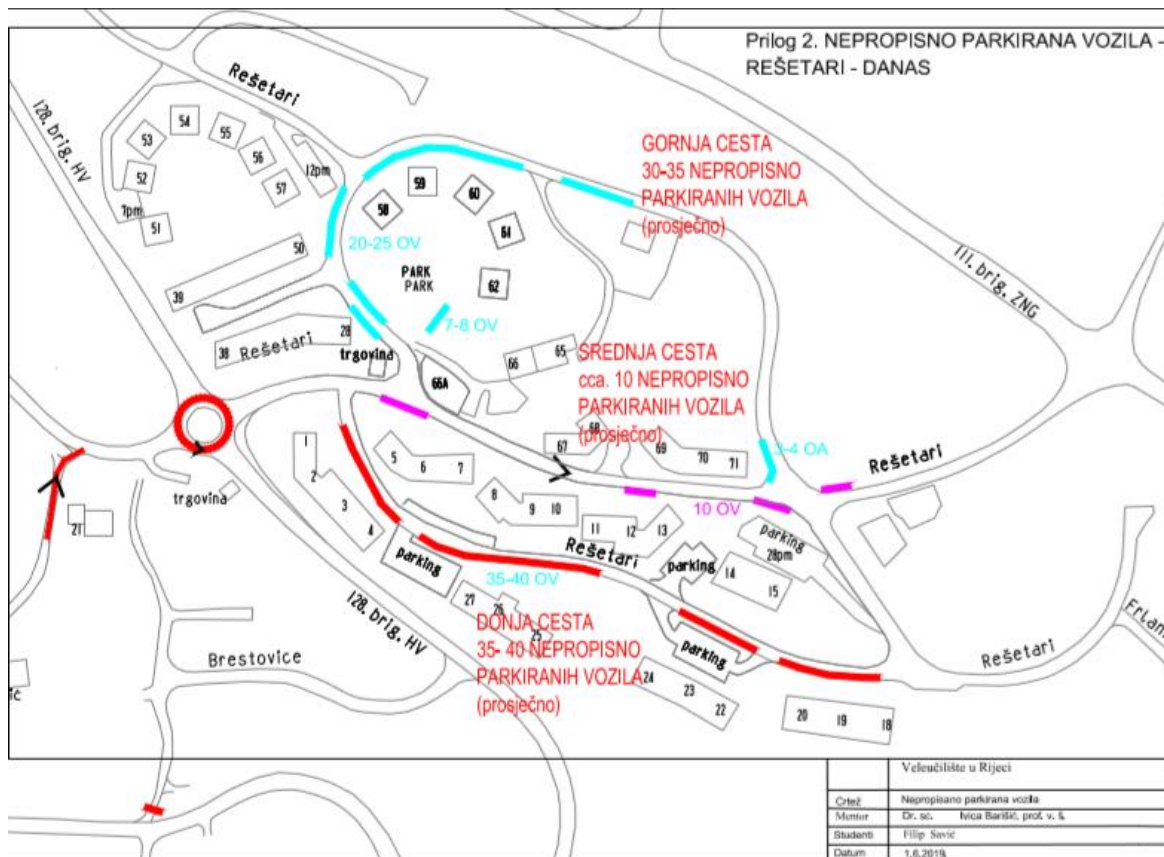 Prilog 2. NEPROPISNO PARKIRANA VOZILA -
REŠETARI - DANAS
Rešetari
128. brig. HV
54
53
55
52
56
12pm
57
7pm
51
59
58
60
61
62
20-25 OV
PARK
PARK
7-8 OV
GORNJA CESTA
30-35 NEPROPISNO
PARKIRANIH VOZILA
(prosječno)
III. brig. ZNG
50
39
28
38
Rešetari
trgovina
66A
66
65
SREDNJA CESTA
cca. 10 NEPROPISNO
PARKIRANIH VOZILA
(prosječno)
68
67
69
70
71
3-4 OA
Rešetari
10 OV
1
2
3
4
5
6
7
8
9
10
11
12
13
trgovina
21
parking
Rešetari
parking
parking
28pm
14
15
35-40 OV
27
26
25
DONJA CESTA
35- 40 NEPROPISNO
PARKIRANIH VOZILA
(prosječno)
128. brig. HV
Brestovice
parking
24
23
22
20
19
18
Rešetari
Frlan
ić
Veleučilište u Rijeci
Crtež
Nepropisano parkirana vozila
Mentor
Dr. sc. Ivica Barišić, prof. v. š.
Studenti
Filip Savić
Datum
1.6.2019.